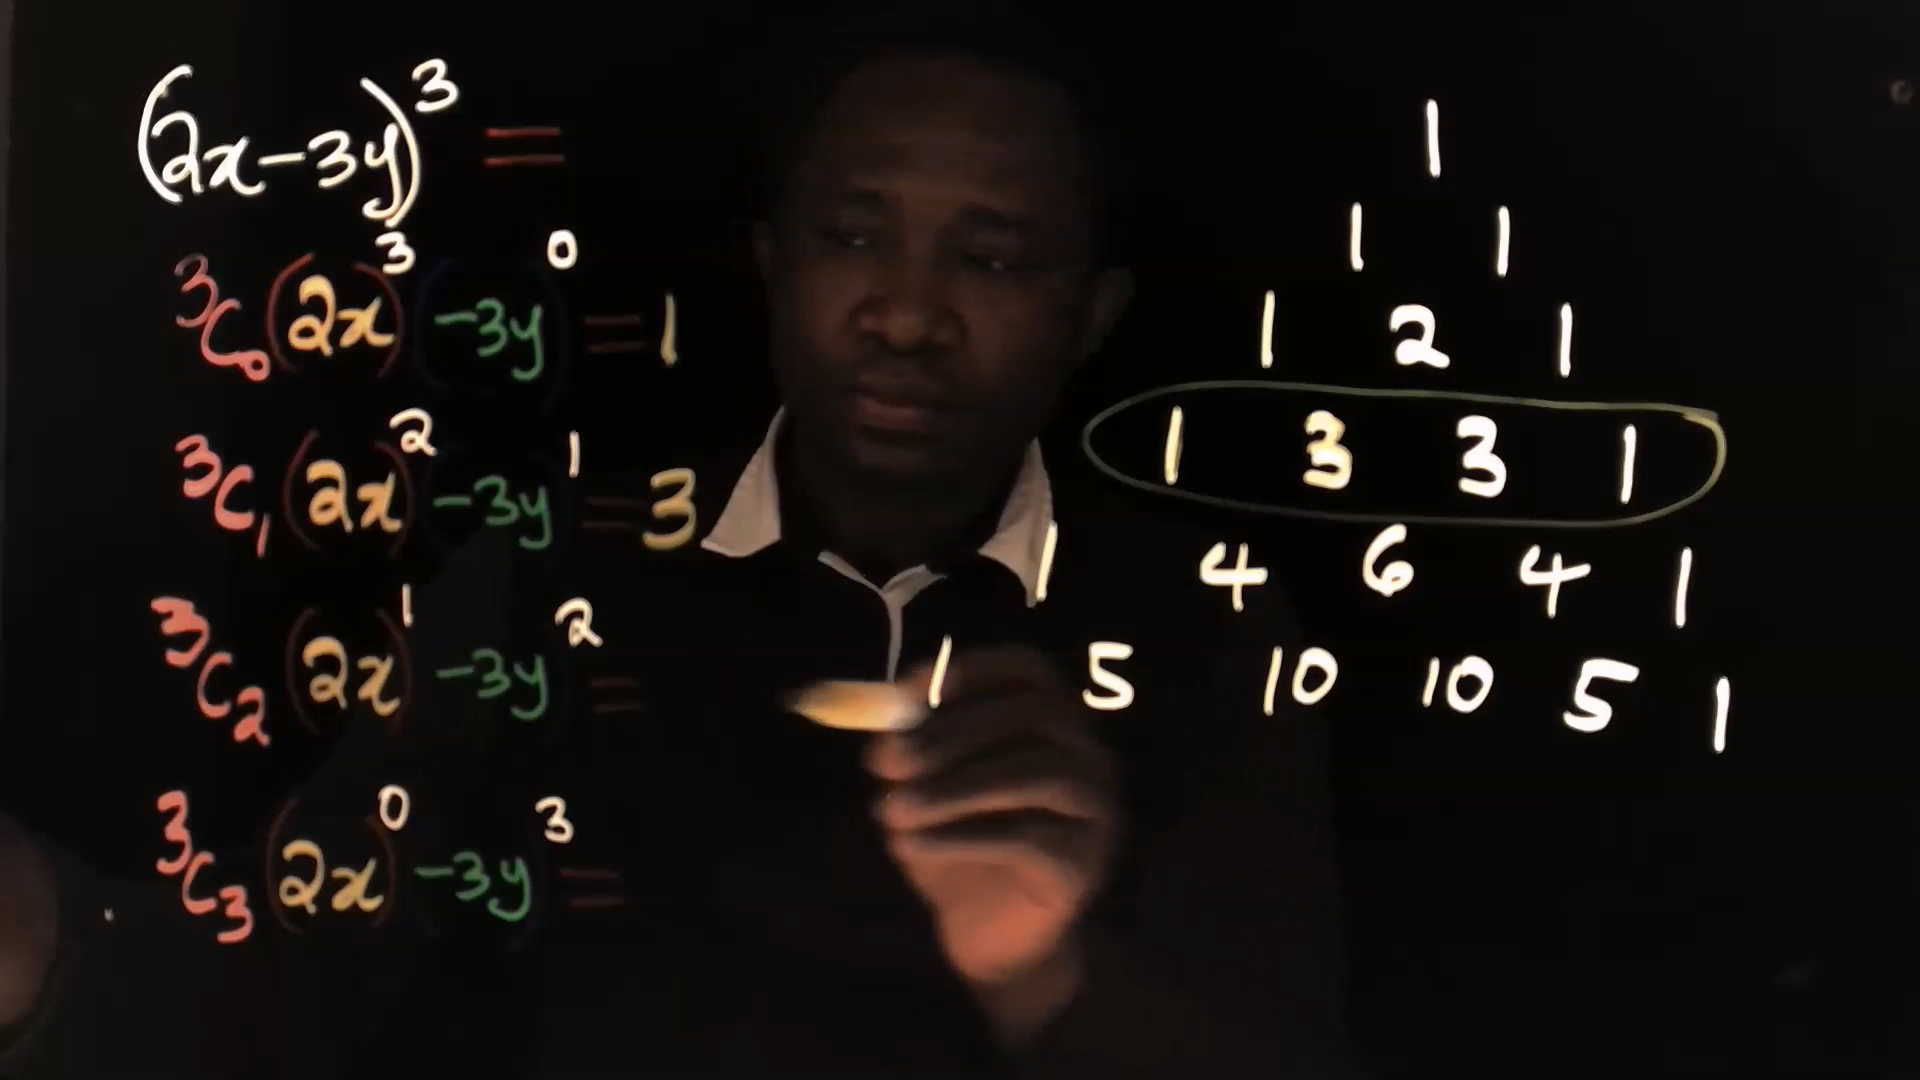 (2x-3y)³ =
³C₀(2x)³(-3y)⁰ = 1
³C₁(2x)²(-3y)¹ = 3
³C₂(2x)¹(-3y)² =
³C₃(2x)⁰(-3y)³ =
1
1 1
1 2 1
1 3 3 1
1 4 6 4 1
1 5 10 10 5 1